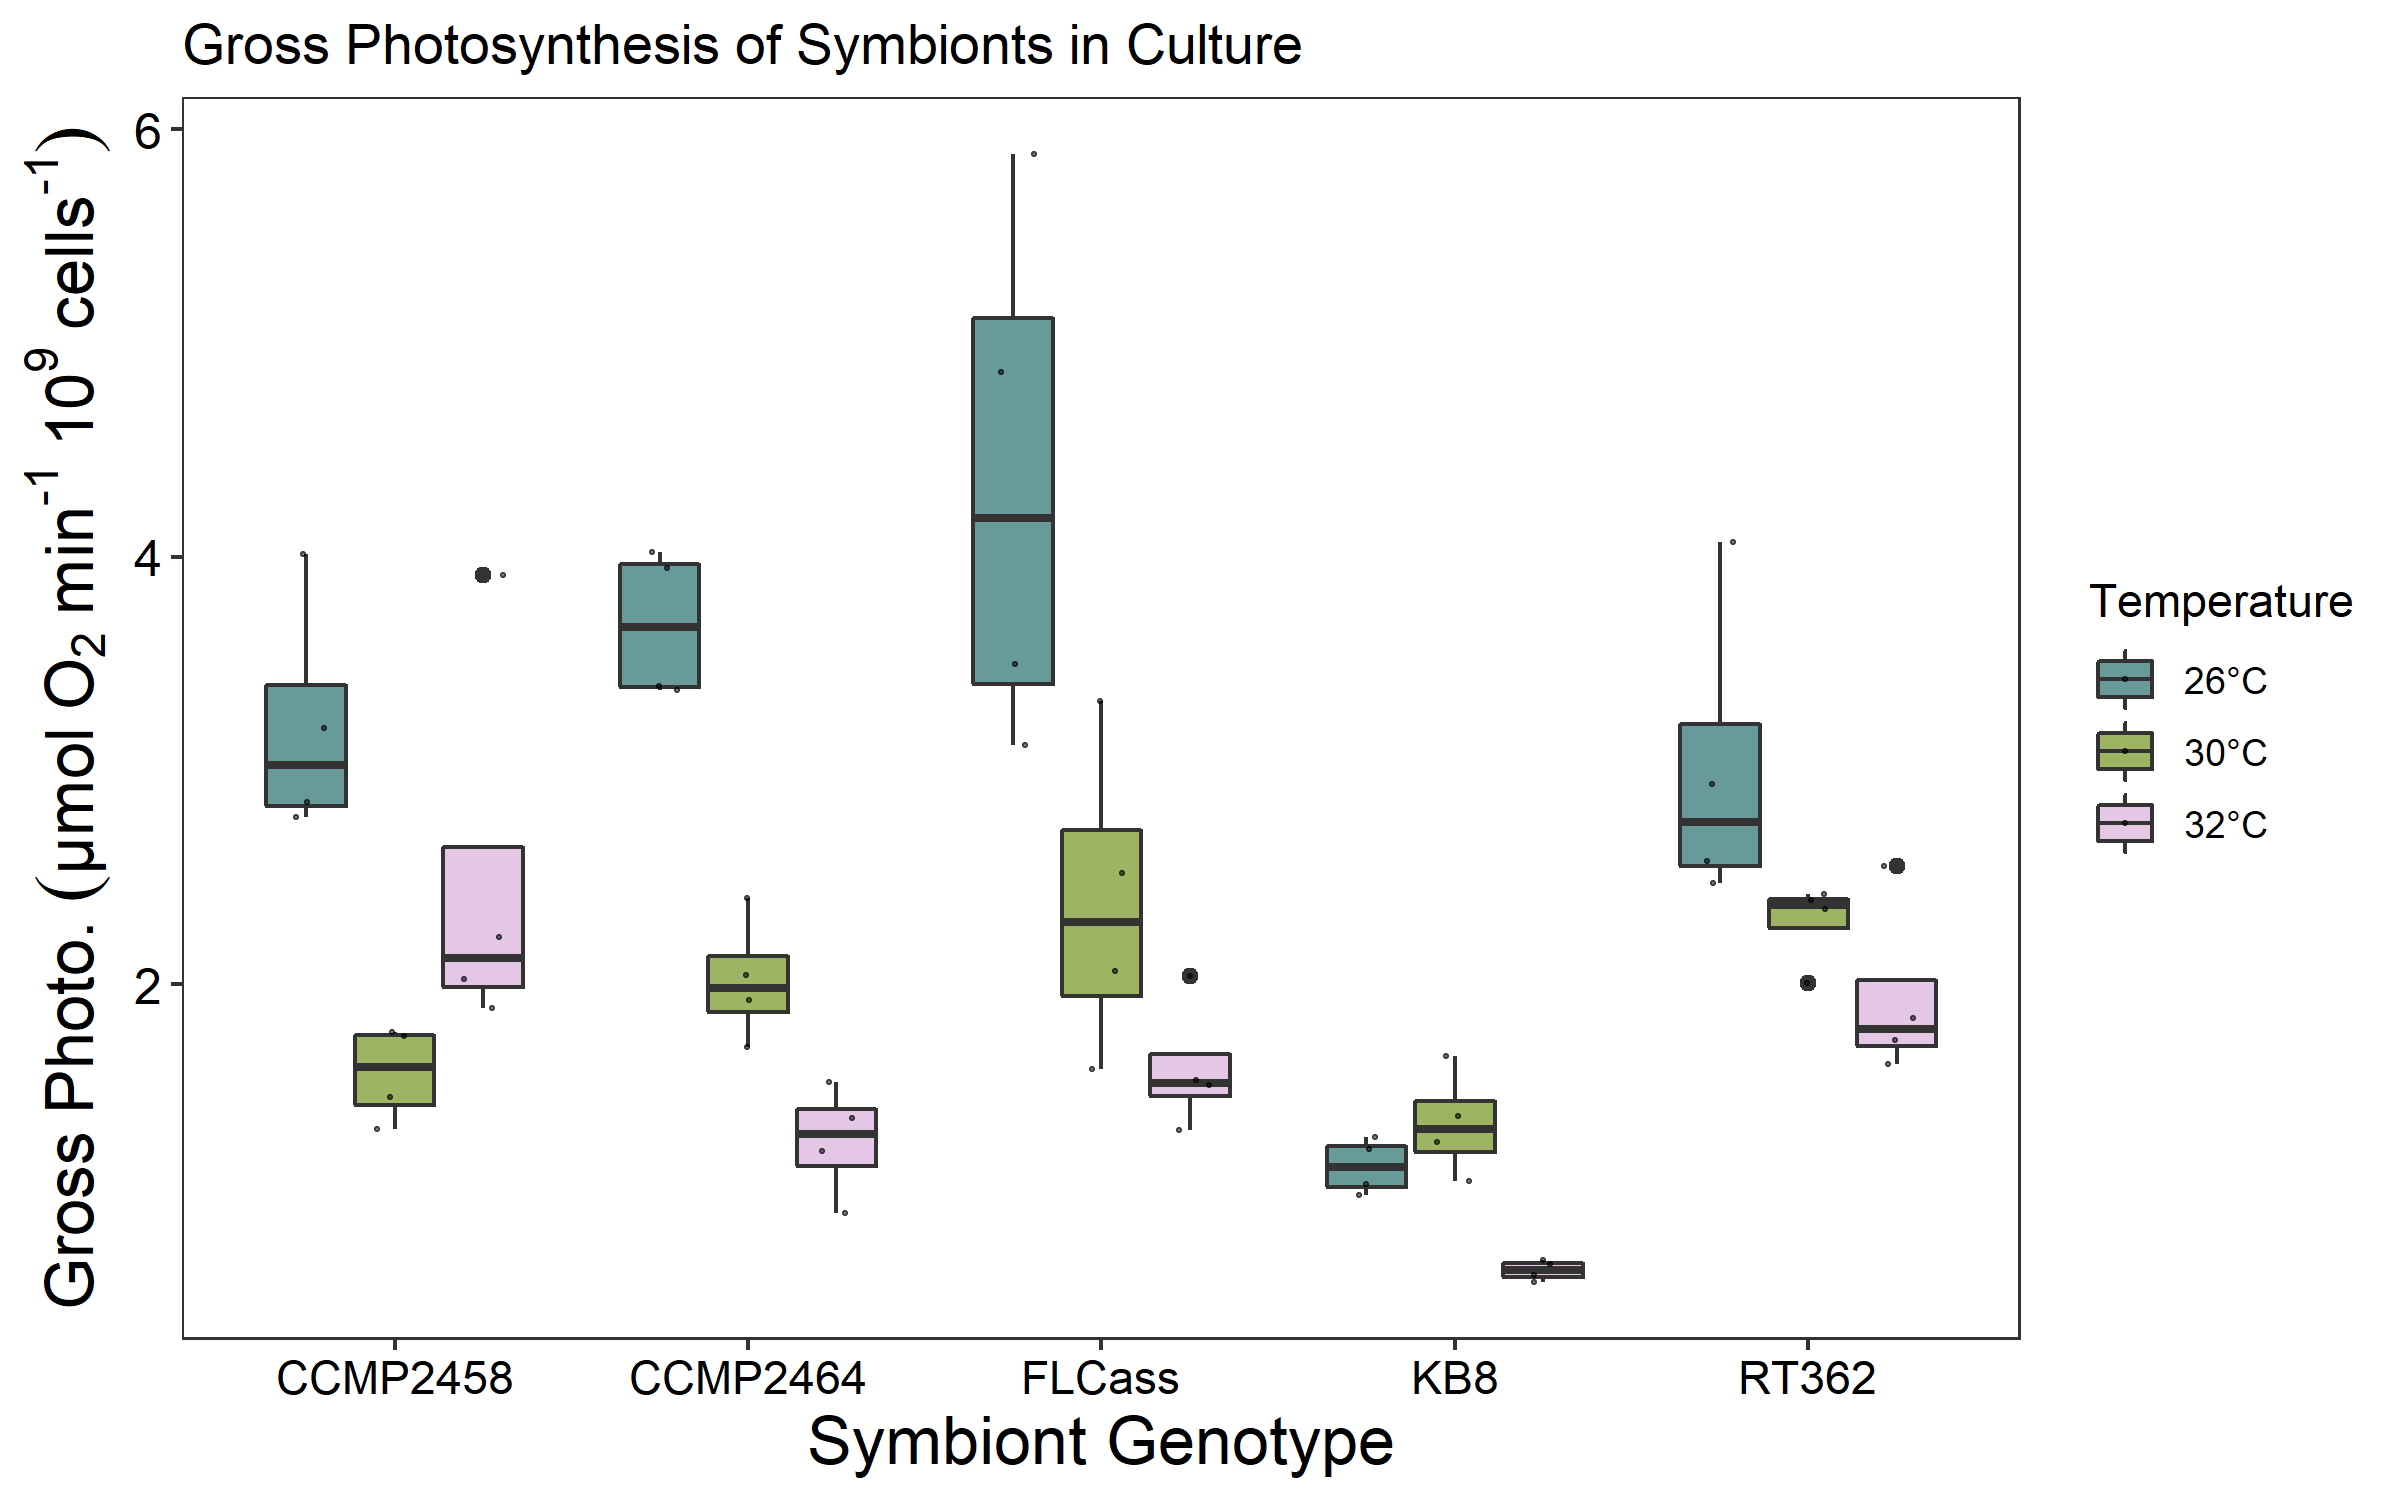 Gross Photosynthesis of Symbionts in Culture
Gross Photo. (μmol O₂ min⁻¹ 10⁹ cells⁻¹)
6
4
2
CCMP2458 CCMP2464 FLCass KB8 RT362
Symbiont Genotype
Temperature
26°C
30°C
32°C